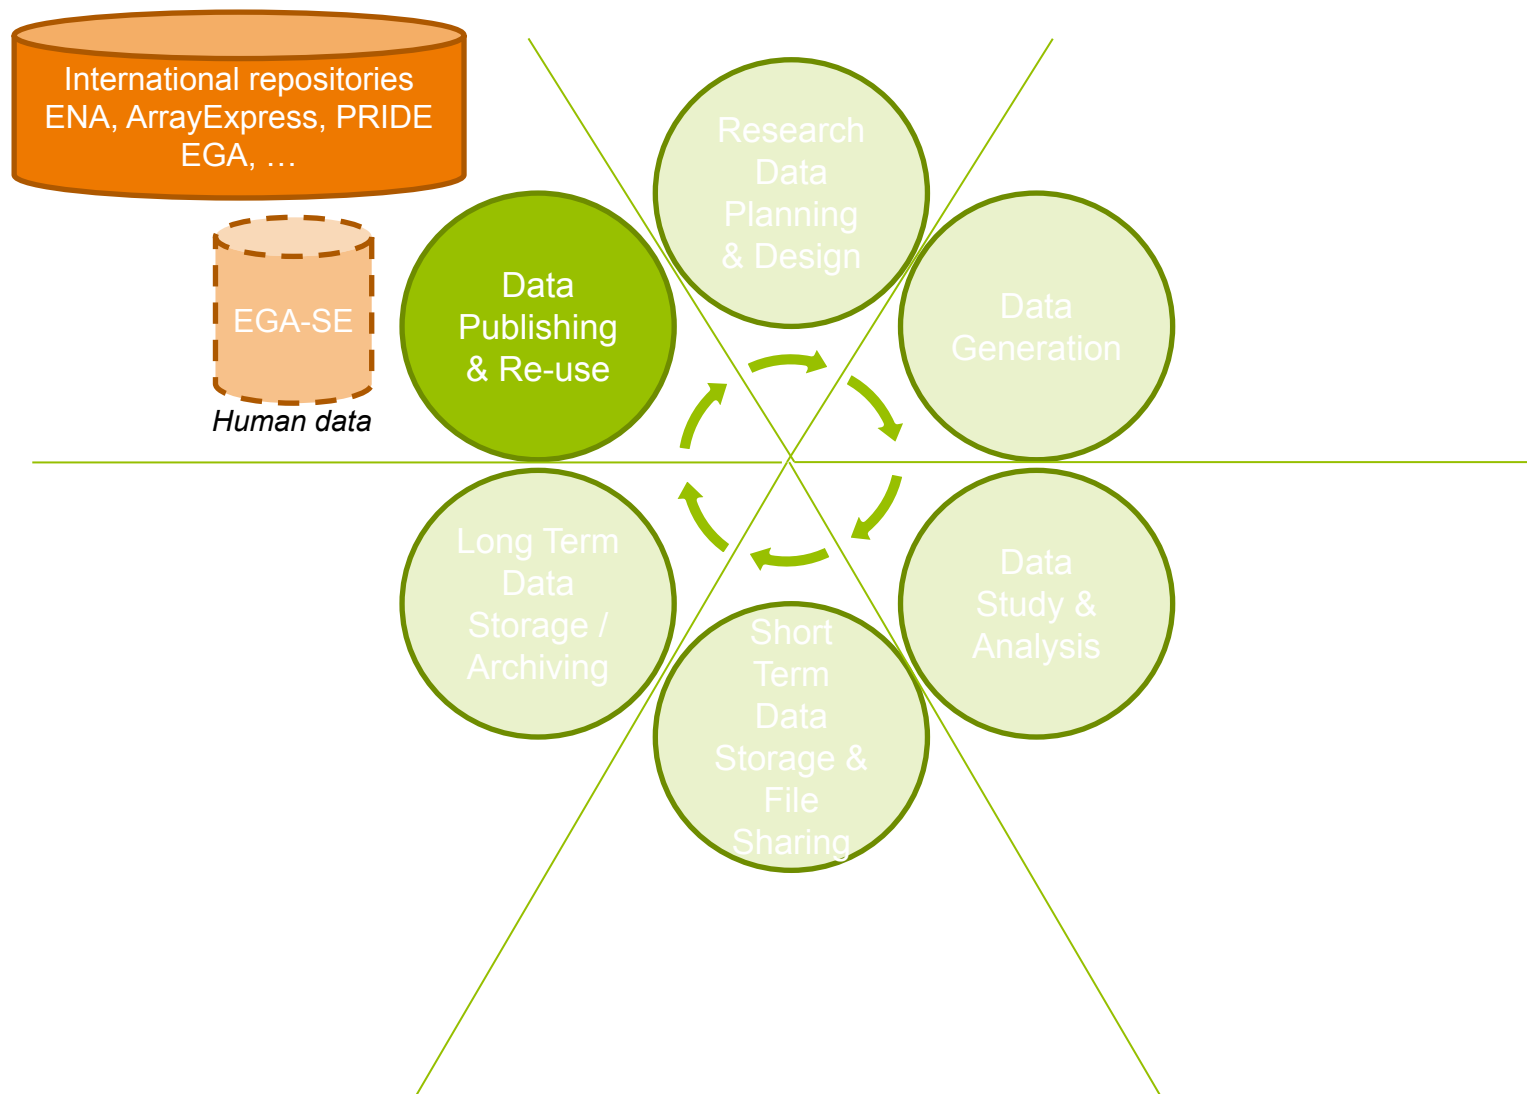 International repositories
ENA, ArrayExpress, PRIDE
EGA, …
EGA-SE
Human data
Data
Publishing
& Re-use
Research
Data
Planning
& Design
Data
Generation
Data
Study &
Analysis
Short
Term
Data
Storage &
File
Sharing
Long Term
Data
Storage /
Archiving